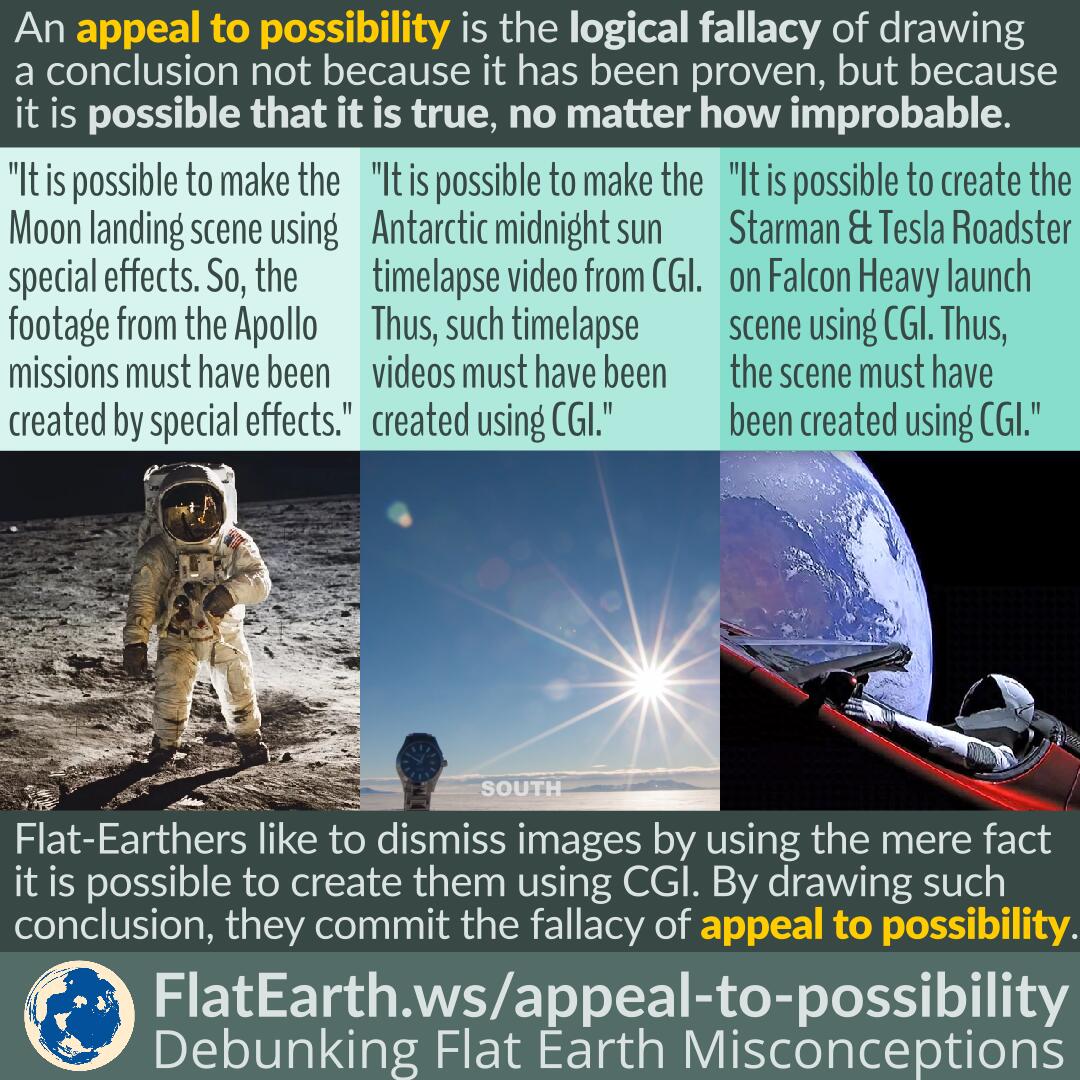 An appeal to possibility is the logical fallacy of drawing
a conclusion not because it has been proven, but because
it is possible that it is true, no matter how improbable.
"It is possible to make the
Moon landing scene using
special effects. So, the
footage from the Apollo
missions must have been
created by special effects."
"It is possible to make the
Antarctic midnight sun
timelapse video from CGI.
Thus, such timelapse
videos must have been
created using CGI."
"It is possible to create the
Starman & Tesla Roadster
on Falcon Heavy launch
scene using CGI. Thus,
the scene must have
been created using CGI."
SOUTH
Flat-Earthers like to dismiss images by using the mere fact
it is possible to create them using CGI. By drawing such
conclusion, they commit the fallacy of appeal to possibility.
FlatEarth.ws/appeal-to-possibility
Debunking Flat Earth Misconceptions